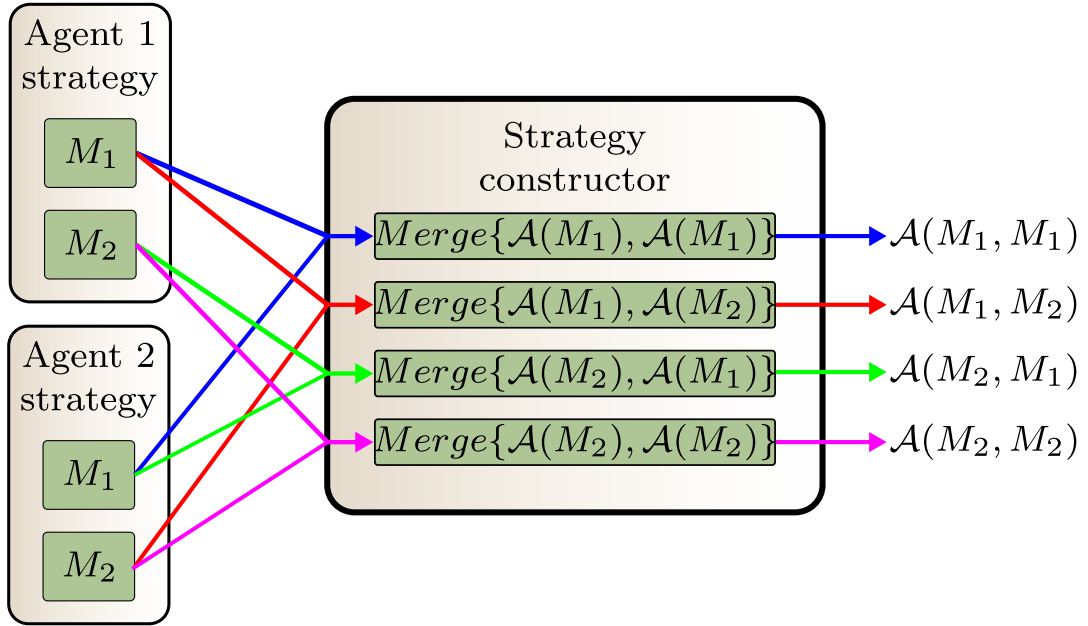 Agent 1
strategy
M₁
M₂
Agent 2
strategy
M₁
M₂
Strategy
constructor
Merge{𝒜(M₁), 𝒜(M₁)}
Merge{𝒜(M₁), 𝒜(M₂)}
Merge{𝒜(M₂), 𝒜(M₁)}
Merge{𝒜(M₂), 𝒜(M₂)}
𝒜(M₁, M₁)
𝒜(M₁, M₂)
𝒜(M₂, M₁)
𝒜(M₂, M₂)